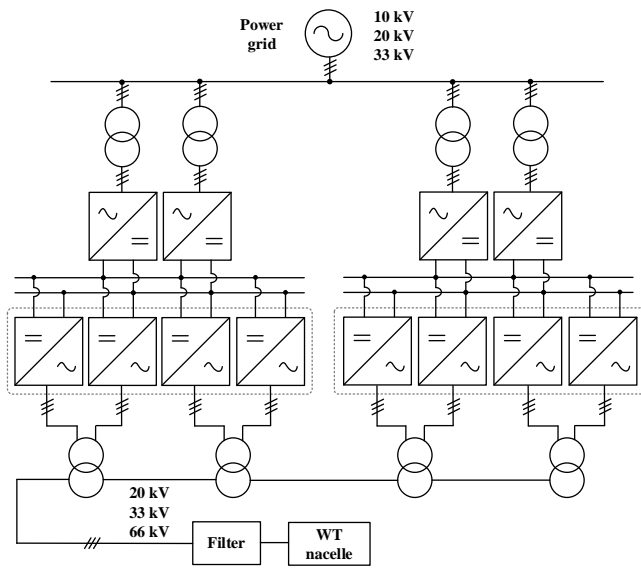 Power
grid
10 kV
20 kV
33 kV
20 kV
33 kV
66 kV
Filter
WT
nacelle